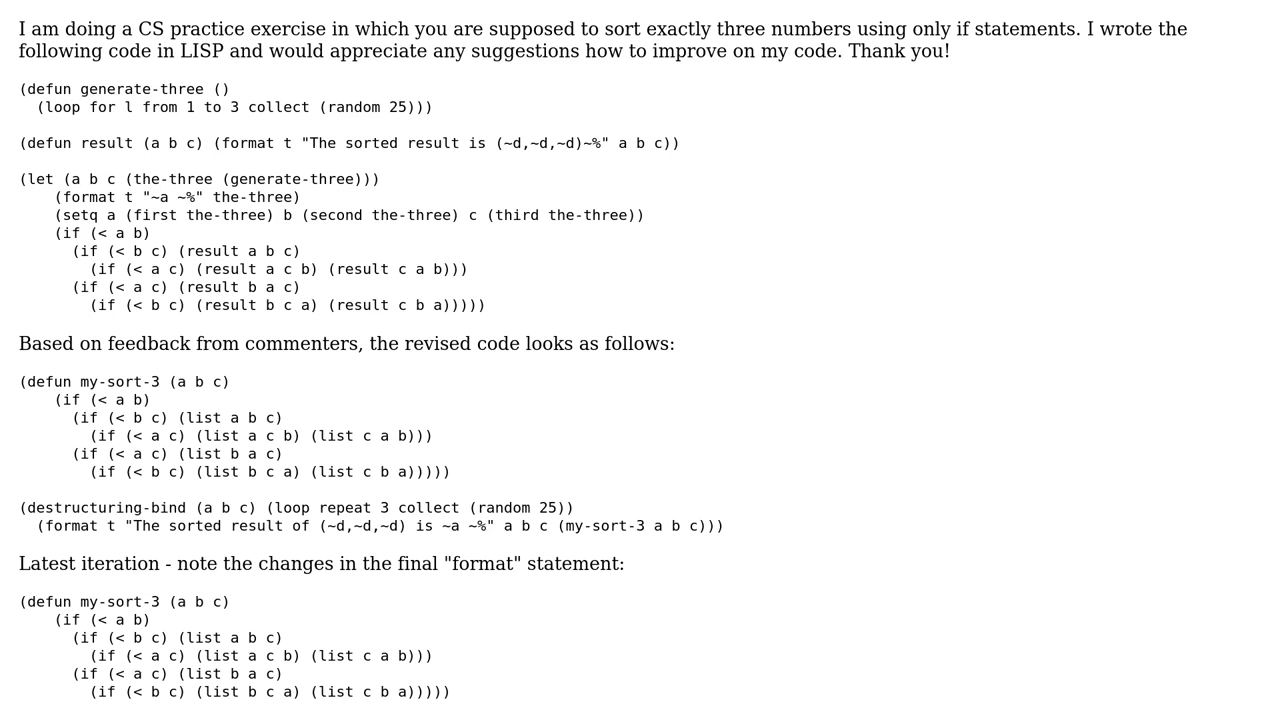 I am doing a CS practice exercise in which you are supposed to sort exactly three numbers using only if statements. I wrote the
following code in LISP and would appreciate any suggestions how to improve on my code. Thank you!
(defun generate-three ()
  (loop for l from 1 to 3 collect (random 25)))
(defun result (a b c) (format t "The sorted result is (~d,~d,~d)~%" a b c))
(let (a b c (the-three (generate-three)))
    (format t "~a ~%" the-three)
    (setq a (first the-three) b (second the-three) c (third the-three))
    (if (< a b)
      (if (< b c) (result a b c)
        (if (< a c) (result a c b) (result c a b)))
      (if (< a c) (result b a c)
        (if (< b c) (result b c a) (result c b a)))))
Based on feedback from commenters, the revised code looks as follows:
(defun my-sort-3 (a b c)
    (if (< a b)
      (if (< b c) (list a b c)
        (if (< a c) (list a c b) (list c a b)))
      (if (< a c) (list b a c)
        (if (< b c) (list b c a) (list c b a)))))
(destructuring-bind (a b c) (loop repeat 3 collect (random 25))
  (format t "The sorted result of (~d,~d,~d) is ~a ~%" a b c (my-sort-3 a b c)))
Latest iteration - note the changes in the final "format" statement:
(defun my-sort-3 (a b c)
    (if (< a b)
      (if (< b c) (list a b c)
        (if (< a c) (list a c b) (list c a b)))
      (if (< a c) (list b a c)
        (if (< b c) (list b c a) (list c b a)))))